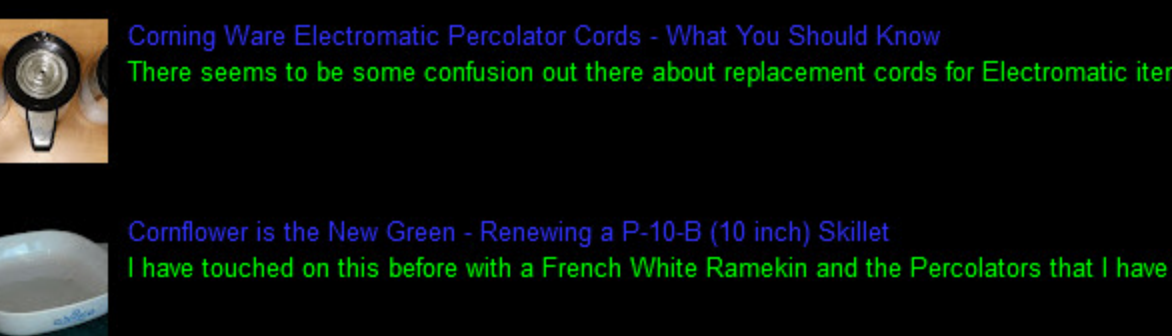 Corning Ware Electromatic Percolator Cords - What You Should Know
There seems to be some confusion out there about replacement cords for Electromatic
Cornflower is the New Green - Renewing a P-10-B (10 inch) Skillet
I have touched on this before with a French White Ramekin and the Percolators that I have